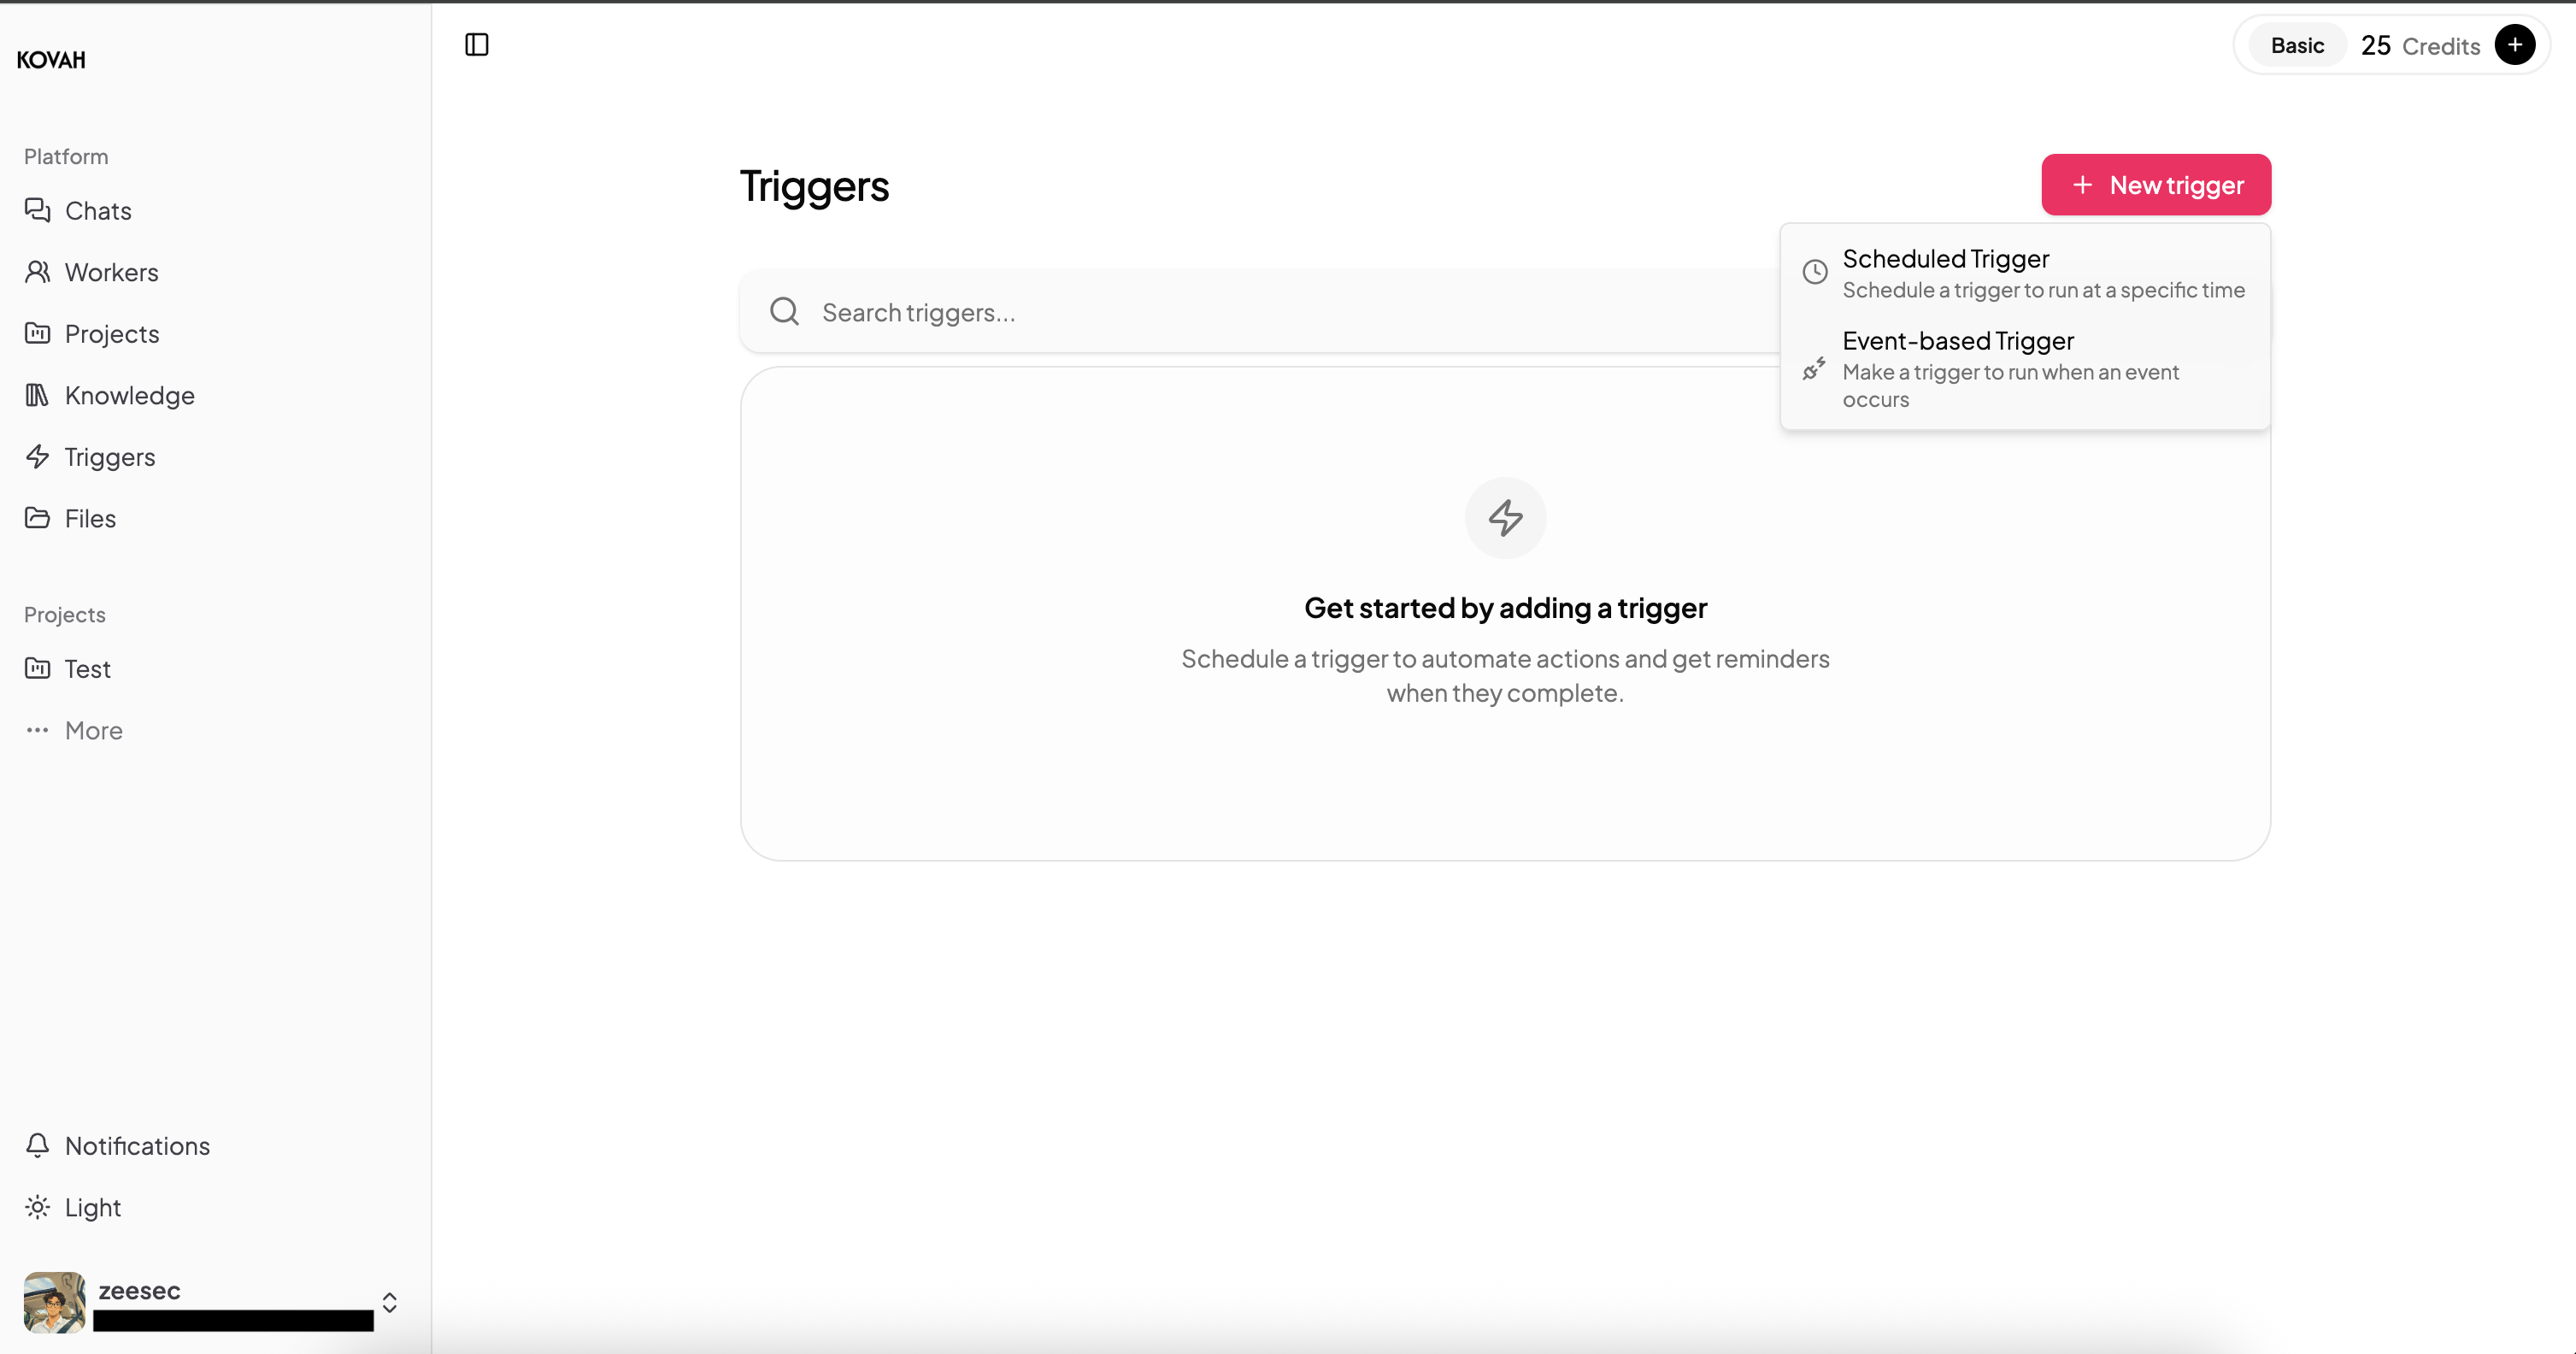 KOVAH
Basic 25 Credits
Platform
Chats
Workers
Projects
Knowledge
Triggers
Files
Projects
Test
More
Notifications
Light
zeesec
Triggers
New trigger
Scheduled Trigger
Schedule a trigger to run at a specific time
Event-based Trigger
Make a trigger to run when an event
occurs
Search triggers...
Get started by adding a trigger
Schedule a trigger to automate actions and get reminders
when they complete.